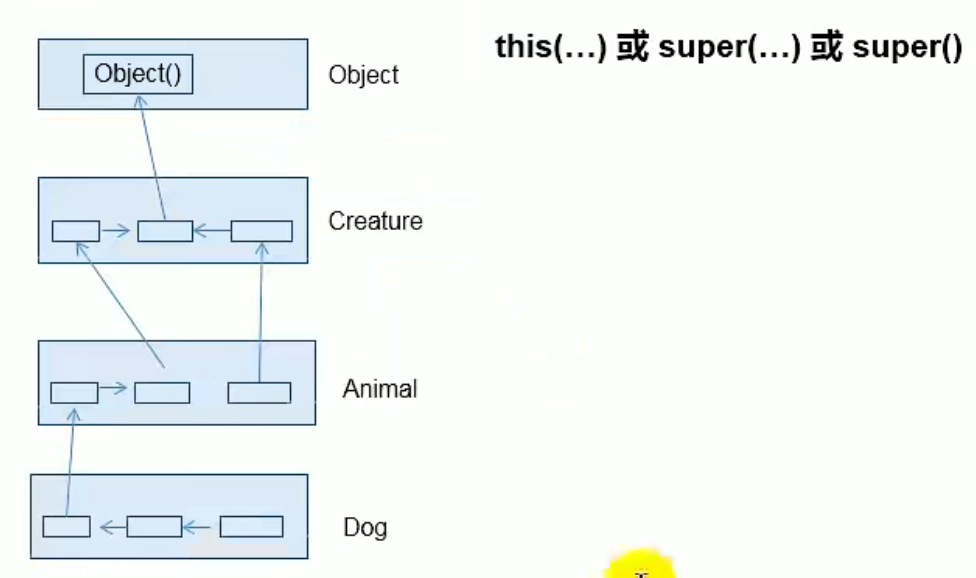 this(…) 或 super(…) 或 super()
Object()
Object
Creature
Animal
Dog